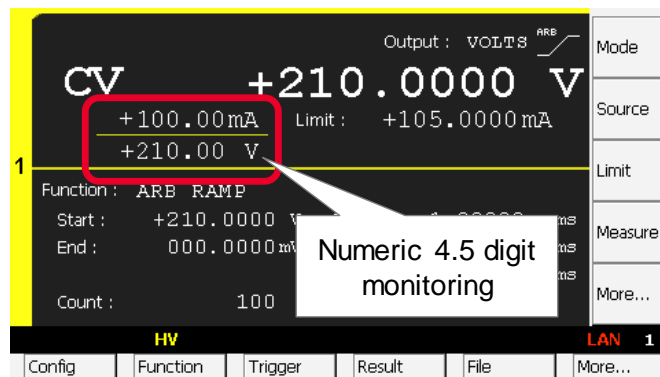 Output : VOLTS ARB
CV +210.0000 V
+100.00mA Limit : +105.0000mA
+210.00 V
1
Function : ARB RAMP
Start : +210.0000 ms
End : 000.0000mV ms
ms
Count : 100
Numeric 4.5 digit
monitoring
Mode
Source
Limit
Measure
More...
HV LAN 1
Config Function Trigger Result File More...